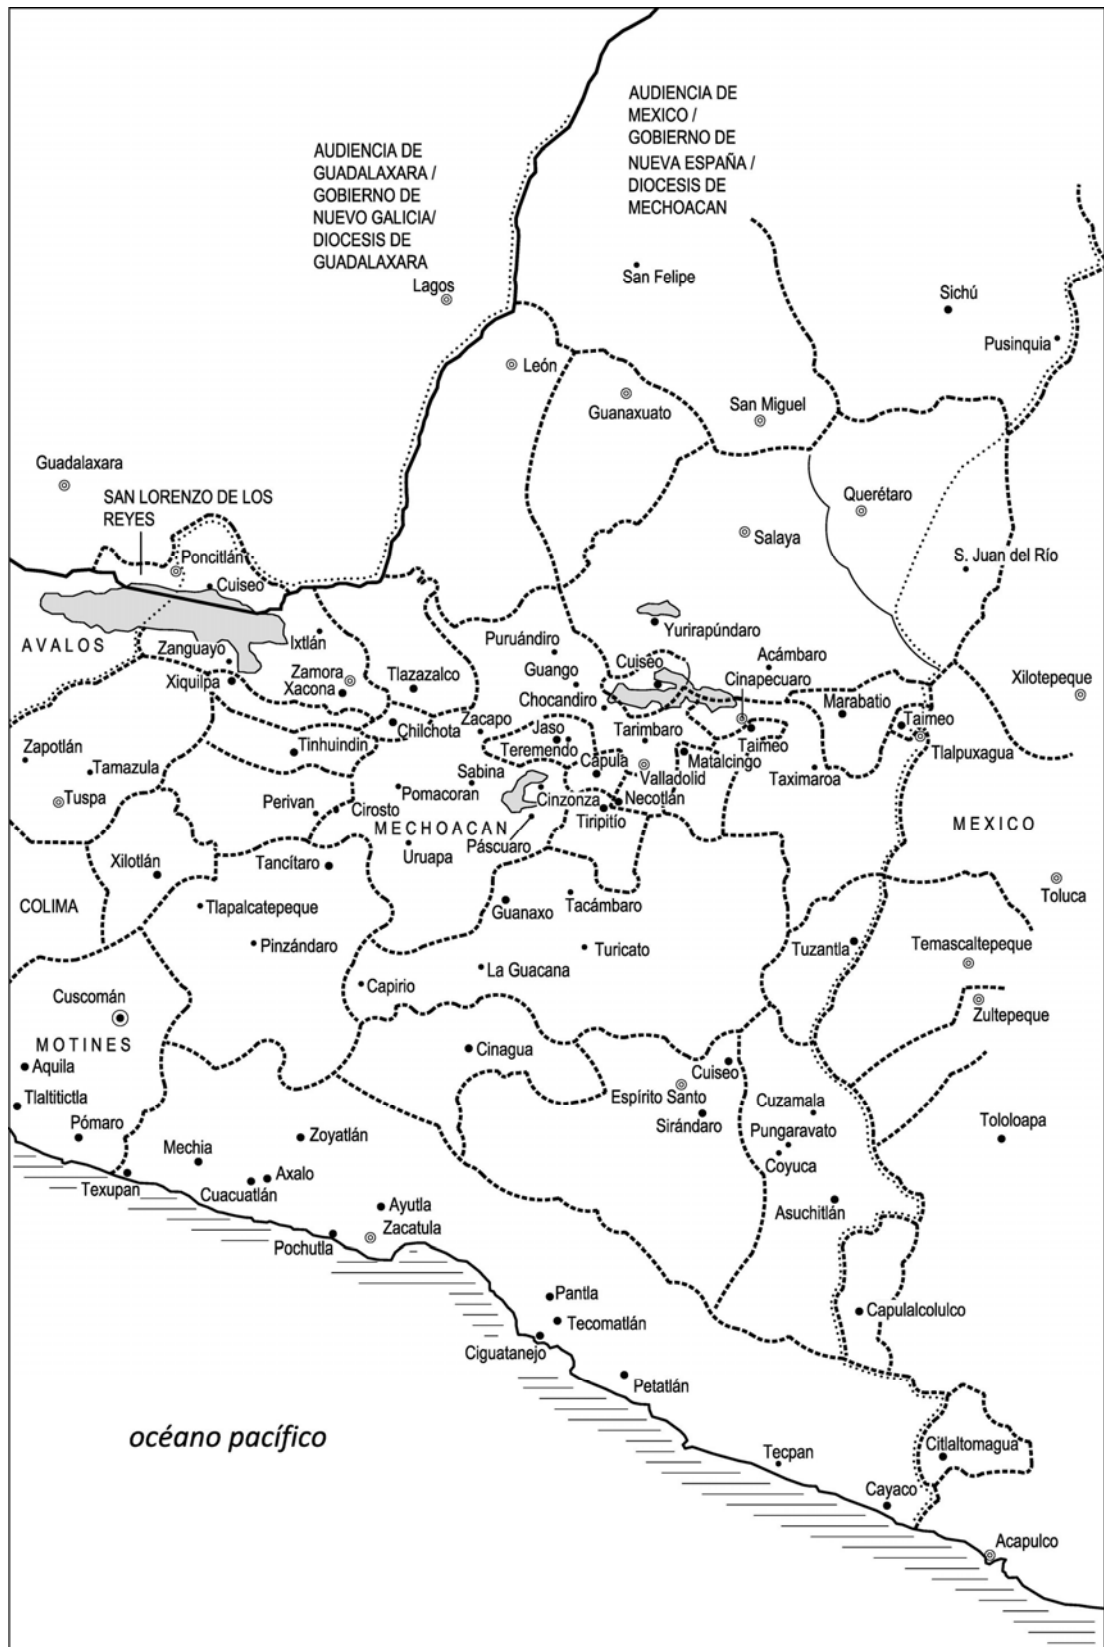 AUDIENCIA DE
MEXICO /
GOBIERNO DE
NUEVA ESPAÑA /
DIOCESIS DE
MECHOACAN
AUDIENCIA DE
GUADALAXARA /
GOBIERNO DE
NUEVO GALICIA/
DIOCESIS DE
GUADALAXARA
San Felipe
Lagos
Sichú
Pusinquia
León
Guanaxuato
San Miguel
Guadalaxara
SAN LORENZO DE LOS
REYES
Querétaro
Salaya
Poncitlán
S. Juan del Río
Cuiseo
Yurirapúndaro
AVALOS
Ixtlán
Puruándiro
Zanguayo
Cuiseo
Acámbaro
Zamora
Tlazazalco
Guango
Cinapecuaro
Xiquilpa
Xacona
Chocandiro
Marabatio
Xilotepeque
Zacapo
Taimeo
Chilchota
Jaso
Tarimbaro
Zapotlán
Tinhuindin
Teremendo
Taimeo
Tlalpuxagua
Tamazula
Sabina
Capula
Matalcingo
Taximaroa
Valladolid
Tuspa
Perivan
Pomacoran
Cinzonza
Necotlán
Cirosto
Tiripitío
MECHOACAN
MEXICO
Uruapa
Páscuaro
Xilotlán
Tancítaro
Toluca
COLIMA
Tlapalcatepeque
Guanaxo
Tacámbaro
Pinzándaro
Turicato
Tuzantla
Temascaltepeque
La Guacana
Capirio
Cuscomán
Zultepeque
MOTINES
Cinagua
Aquila
Cuiseo
Espírito Santo
Tlaltitictla
Cuzamala
Pómaro
Sirándaro
Tololoapa
Zoyatlán
Pungaravato
Mechia
Coyuca
Axalo
Texupan
Cuacuatlán
Ayutla
Asuchitlán
Zacatula
Pochutla
Pantla
Capulalcolulco
Tecomatlán
Ciguatanejo
Petatlán
océano pacífico
Citlaltomagua
Tecpan
Cayaco
Acapulco